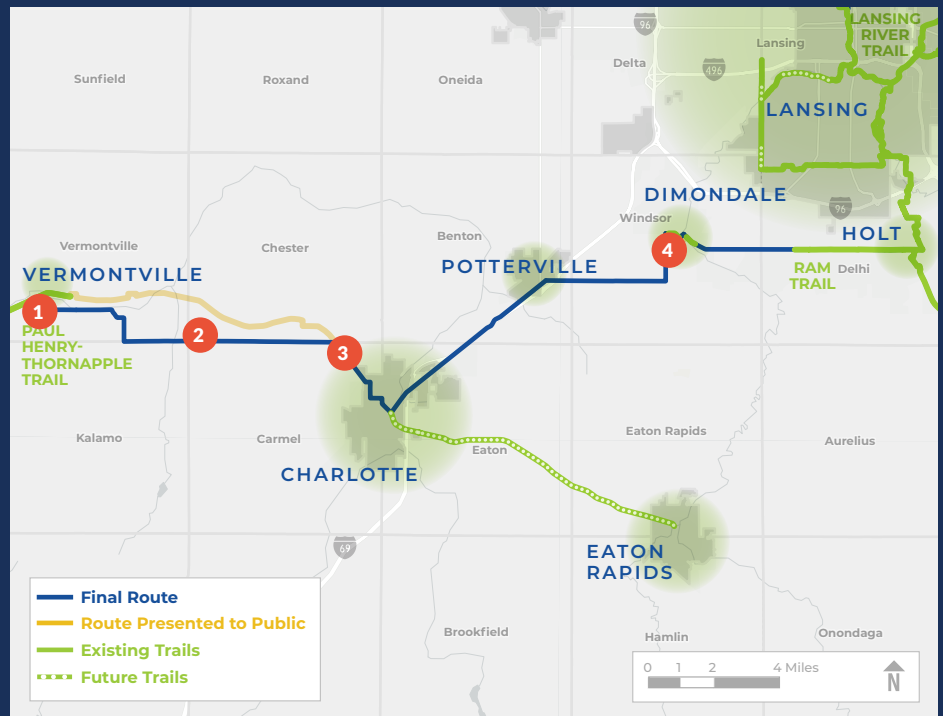 96
LANSING
RIVER
TRAIL
Lansing
Delta
496
Sunfield
Roxand
Oneida
LANSING
DIMONDALE
96
Windsor
HOLT
Vermontville
Chester
Benton
4
VERMONTVILLE
POTTERVILLE
RAM
TRAIL
Delhi
1
PAUL
HENRY-
THORNAPPLE
TRAIL
2
3
Kalamo
Carmel
Eaton
Eaton Rapids
Aurelius
CHARLOTTE
69
EATON
RAPIDS
Final Route
Route Presented to Public
Existing Trails
Future Trails
Brookfield
Hamlin
Onondaga
0 1 2 4 Miles
N